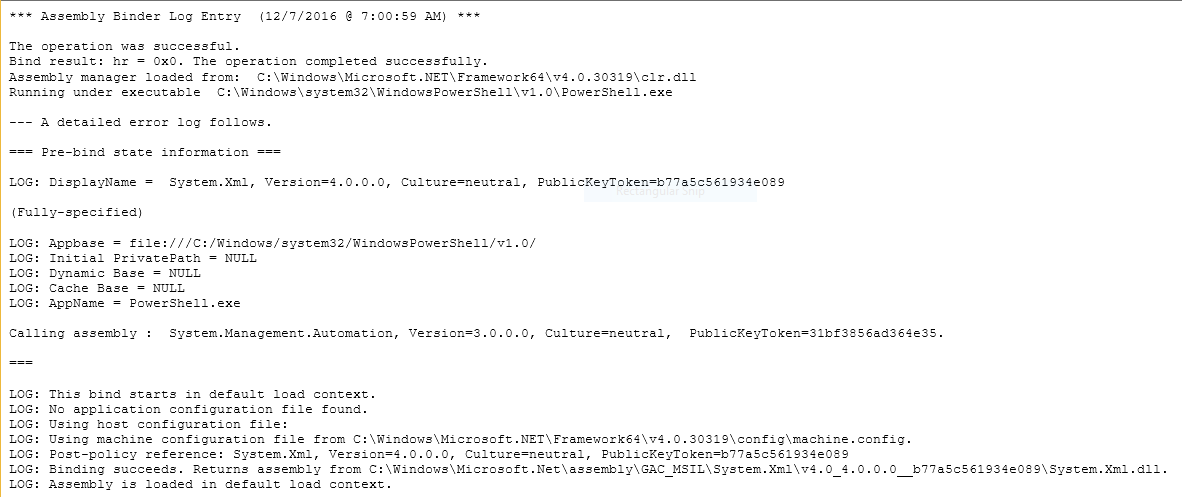 *** Assembly Binder Log Entry  (12/7/2016 @ 7:00:59 AM) ***
The operation was successful.
Bind result: hr = 0x0. The operation completed successfully.
Assembly manager loaded from:  C:\Windows\Microsoft.NET\Framework64\v4.0.30319\clr.dll
Running under executable  C:\Windows\system32\WindowsPowerShell\v1.0\PowerShell.exe
--- A detailed error log follows.
=== Pre-bind state information ===
LOG: DisplayName =  System.Xml, Version=4.0.0.0, Culture=neutral, PublicKeyToken=b77a5c561934e089
Rectangular Snip
(Fully-specified)
LOG: Appbase = file:///C:/Windows/system32/WindowsPowerShell/v1.0/
LOG: Initial PrivatePath = NULL
LOG: Dynamic Base = NULL
LOG: Cache Base = NULL
LOG: AppName = PowerShell.exe
Calling assembly :  System.Management.Automation, Version=3.0.0.0, Culture=neutral,  PublicKeyToken=31bf3856ad364e35.
===
LOG: This bind starts in default load context.
LOG: No application configuration file found.
LOG: Using host configuration file:
LOG: Using machine configuration file from C:\Windows\Microsoft.NET\Framework64\v4.0.30319\config\machine.config.
LOG: Post-policy reference: System.Xml, Version=4.0.0.0, Culture=neutral, PublicKeyToken=b77a5c561934e089
LOG: Binding succeeds. Returns assembly from C:\Windows\Microsoft.Net\assembly\GAC_MSIL\System.Xml\v4.0_4.0.0.0__b77a5c561934e089\System.Xml.dll.
LOG: Assembly is loaded in default load context.